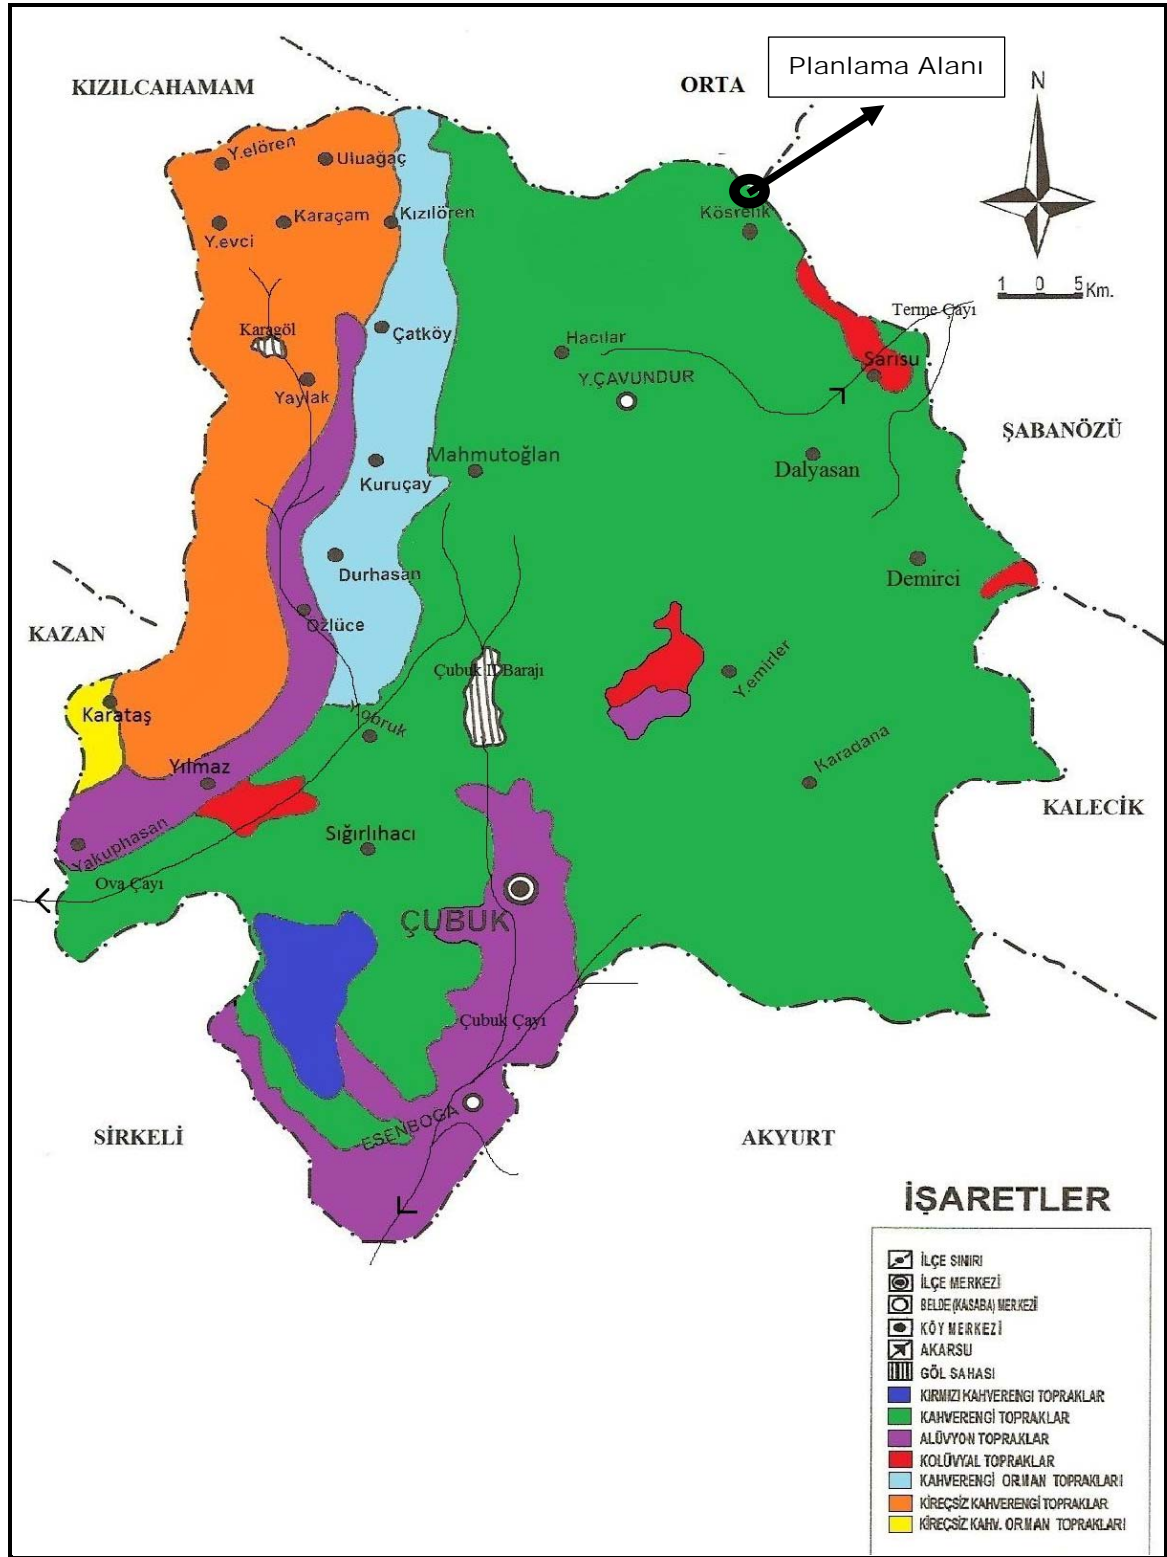 Planlama Alanı
KIZILCAHAMAM
ORTA
N
Y.elören
Uluağaç
Y.evci
Karaçam
Kızılören
Kösrelik
1 0 5 Km.
Terme Çayı
Karagöl
Çatköy
Hacılar
Sarısu
Yaylak
Y.ÇAVUNDUR
ŞABANÖZÜ
Mahmutoğlan
Dalyasan
Kuruçay
Durhasan
Demirci
Özlüce
KAZAN
Çubuk II Barajı
Y.emirler
Karataş
Y.obruk
Yılmaz
Karadana
KALECİK
Yakuphasan
Sığırlıhacı
Ova Çayı
ÇUBUK
Çubuk Çayı
ESENBOGA
SİRKELİ
AKYURT
İŞARETLER
İLÇE SINIRI
İLÇE MERKEZİ
BELDE (KASABA) MERKEZİ
KÖY MERKEZİ
AKARSU
GÖL SAHASI
KIRMIZI KAHVERENGI TOPRAKLAR
KAHVERENGİ TOPRAKLAR
ALÜVYON TOPRAKLAR
KOLÜVYAL TOPRAKLAR
KAHVERENGİ ORMAN TOPRAKLARI
KİREÇSİZ KAHVERENGİ TOPRAKLAR
KİREÇSİZ KAHV. ORMAN TOPRAKLARI